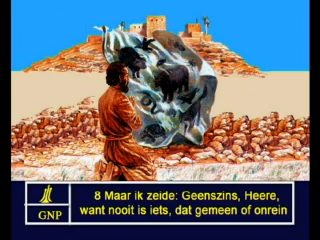 8 Maar ik zeide: Geenszins, Heere,
want nooit is iets, dat gemeen of onrein
GNP